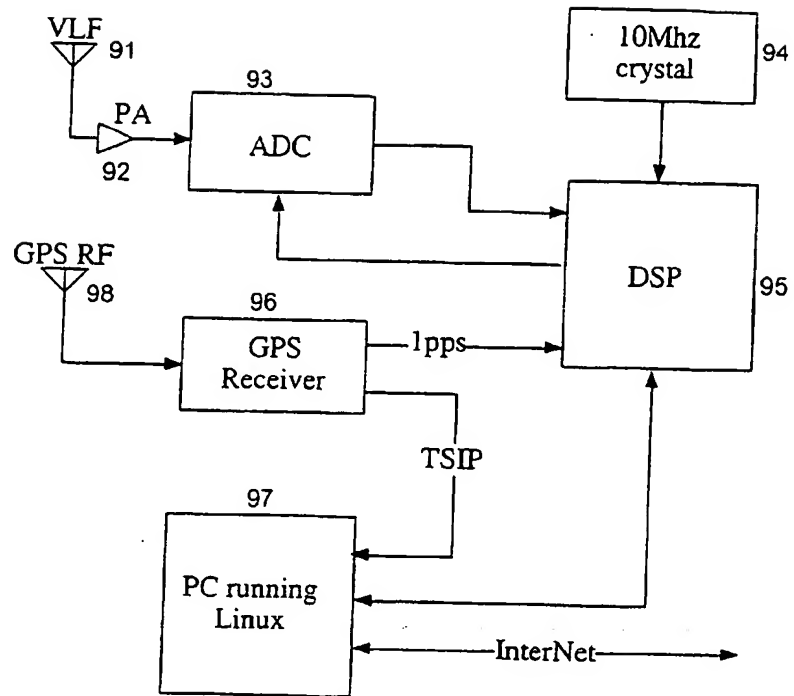 VLF
91
PA
92
93
ADC
10Mhz
crystal
94
DSP
95
GPS RF
98
96
GPS
Receiver
1pps
TSIP
97
PC running
Linux
InterNet